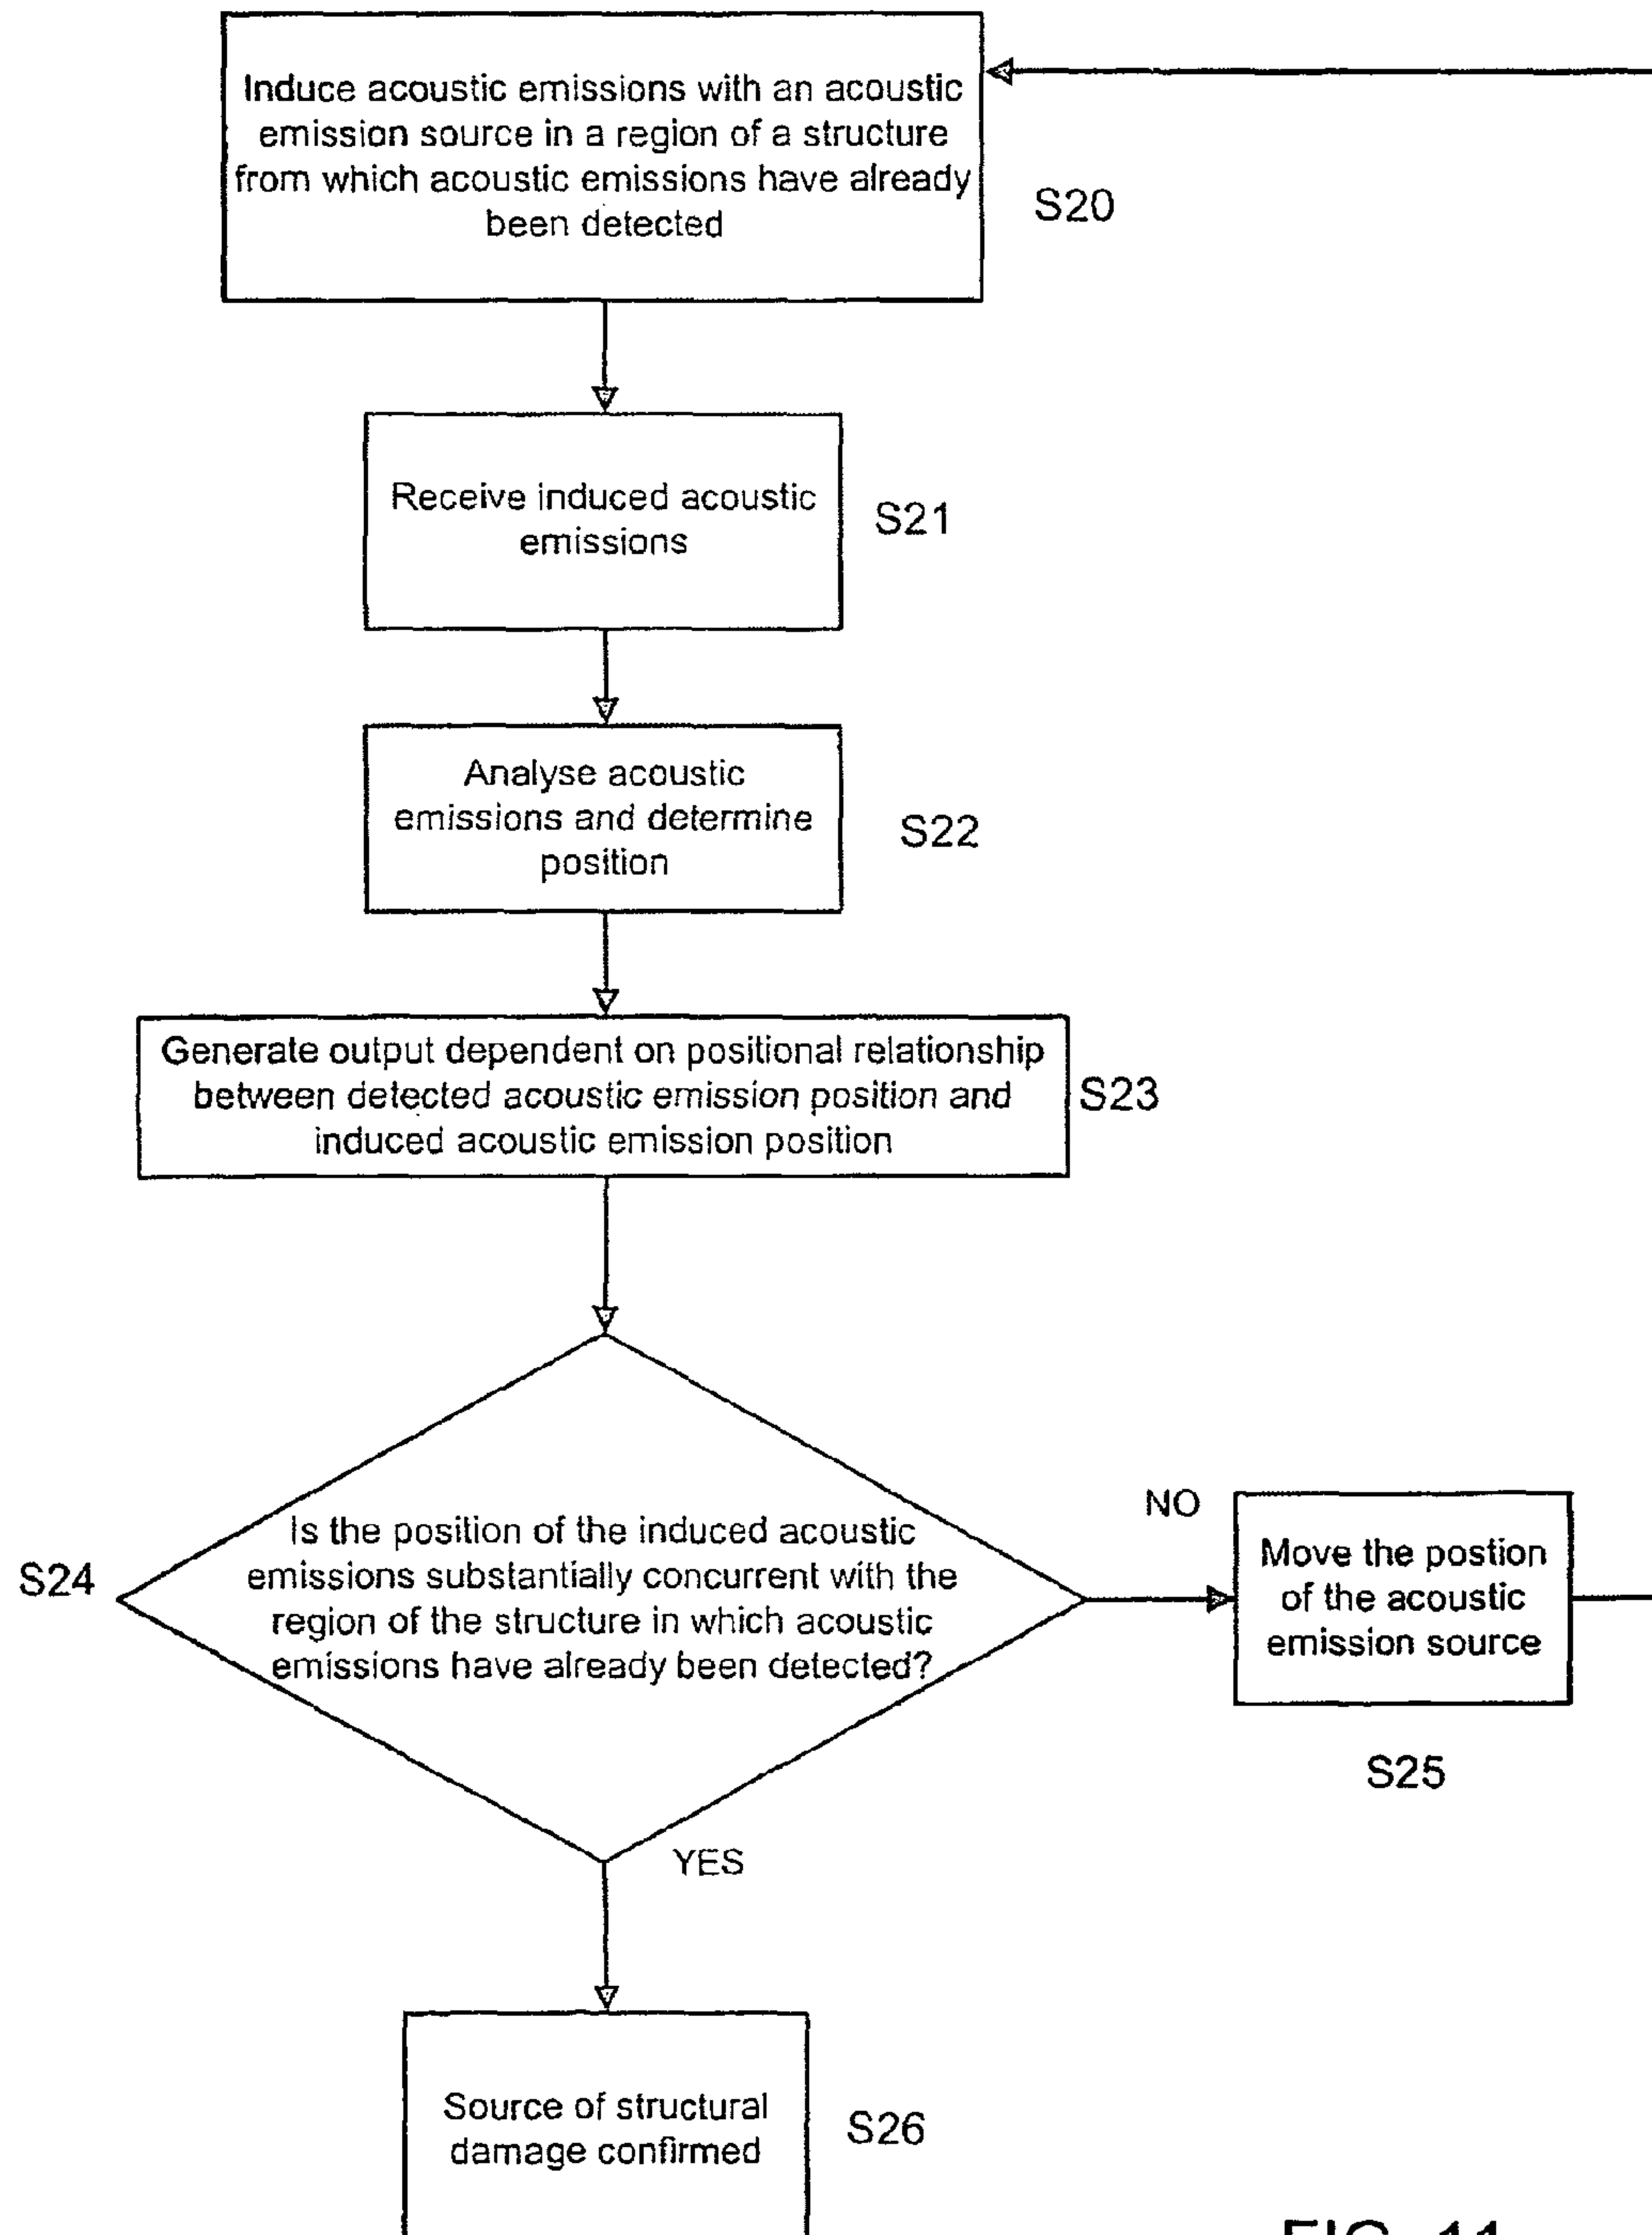 Induce acoustic emissions with an acoustic
emission source in a region of a structure
from which acoustic emissions have already
been detected
S20
Receive induced acoustic
emissions
S21
Analyse acoustic
emissions and determine
position
S22
Generate output dependent on positional relationship
between detected acoustic emission position and
induced acoustic emission position
S23
Is the position of the induced acoustic
emissions substantially concurrent with the
region of the structure in which acoustic
emissions have already been detected?
S24
NO
Move the postion
of the acoustic
emission source
S25
YES
Source of structural
damage confirmed
S26
FIG. 11